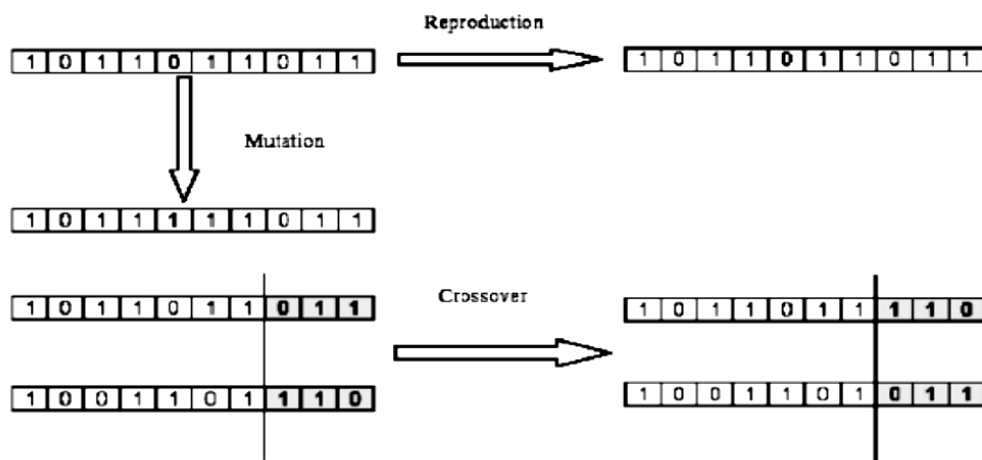 Reproduction
1 0 1 1 0 1 1 0 1 1
1 0 1 1 0 1 1 0 1 1
Mutation
1 0 1 1 1 1 1 0 1 1
Crossover
1 0 1 1 0 1 1 0 1 1
1 0 1 1 0 1 1 1 1 0
1 0 0 1 1 0 1 1 1 0
1 0 0 1 1 0 1 0 1 1